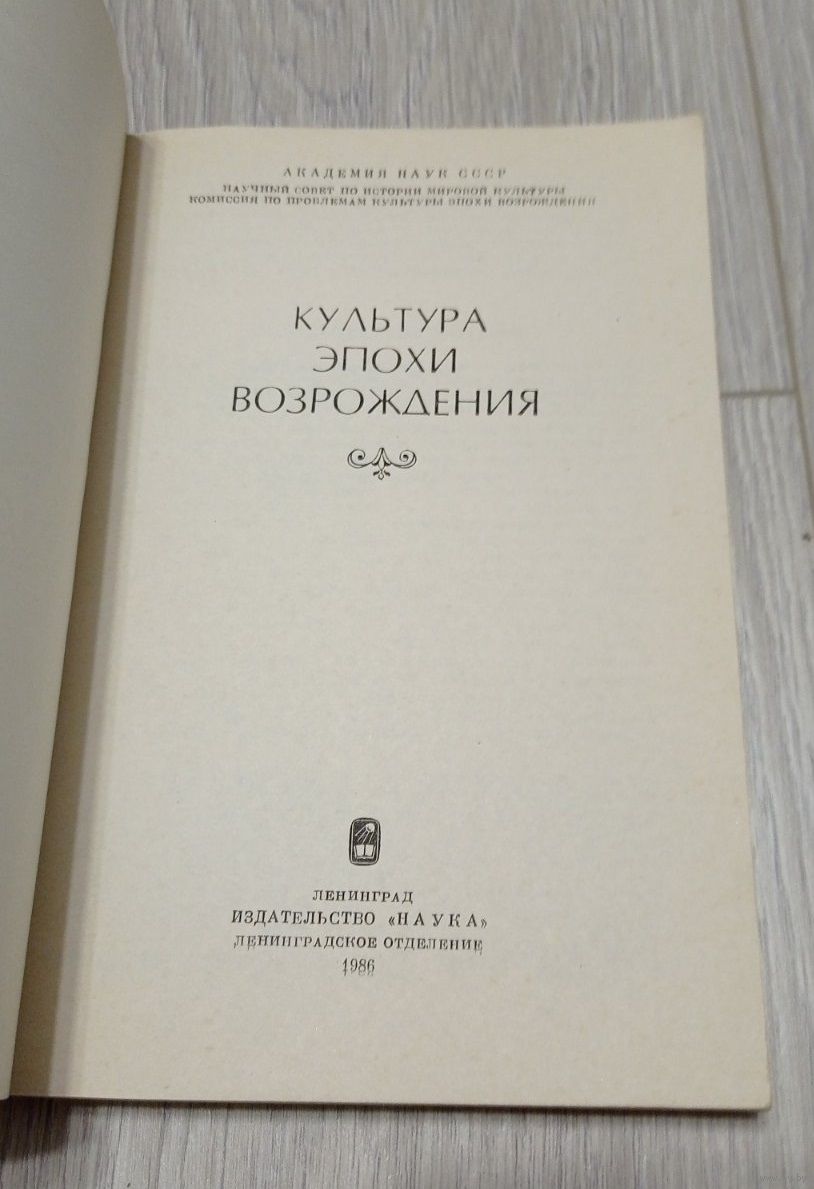 АКАДЕМИЯ НАУК СССР
НАУЧНЫЙ СОВЕТ ПО ИСТОРИИ МИРОВОЙ КУЛЬТУРЫ
КОМИССИЯ ПО ПРОБЛЕМАМ КУЛЬТУРЫ ЭПОХИ ВОЗРОЖДЕНИЯ
КУЛЬТУРА
ЭПОХИ
ВОЗРОЖДЕНИЯ
ЛЕНИНГРАД
ИЗДАТЕЛЬСТВО «НАУКА»
ЛЕНИНГРАДСКОЕ ОТДЕЛЕНИЕ
1986